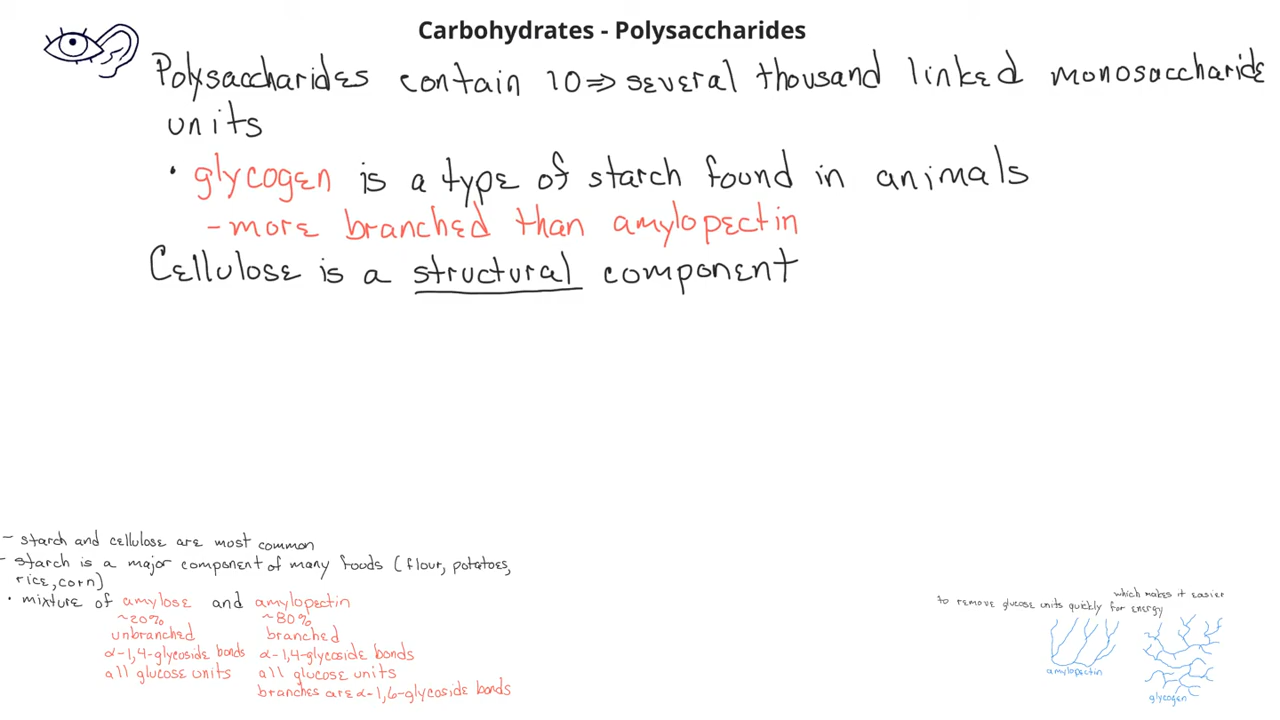 Carbohydrates - Polysaccharides
Polysaccharides contain 10 ⇒ several thousand linked monosaccharide
units
• glycogen is a type of starch found in animals
- more branched than amylopectin
Cellulose is a structural component
- starch and cellulose are most common
- starch is a major component of many foods (flour, potatoes,
rice, corn)
• mixture of amylose and amylopectin
~20% ~80%
unbranched branched
α-1,4-glycoside bonds α-1,4-glycoside bonds
all glucose units all glucose units
branches are α-1,6-glycoside bonds
which makes it easier
to remove glucose units quickly for energy
amylopectin
glycogen